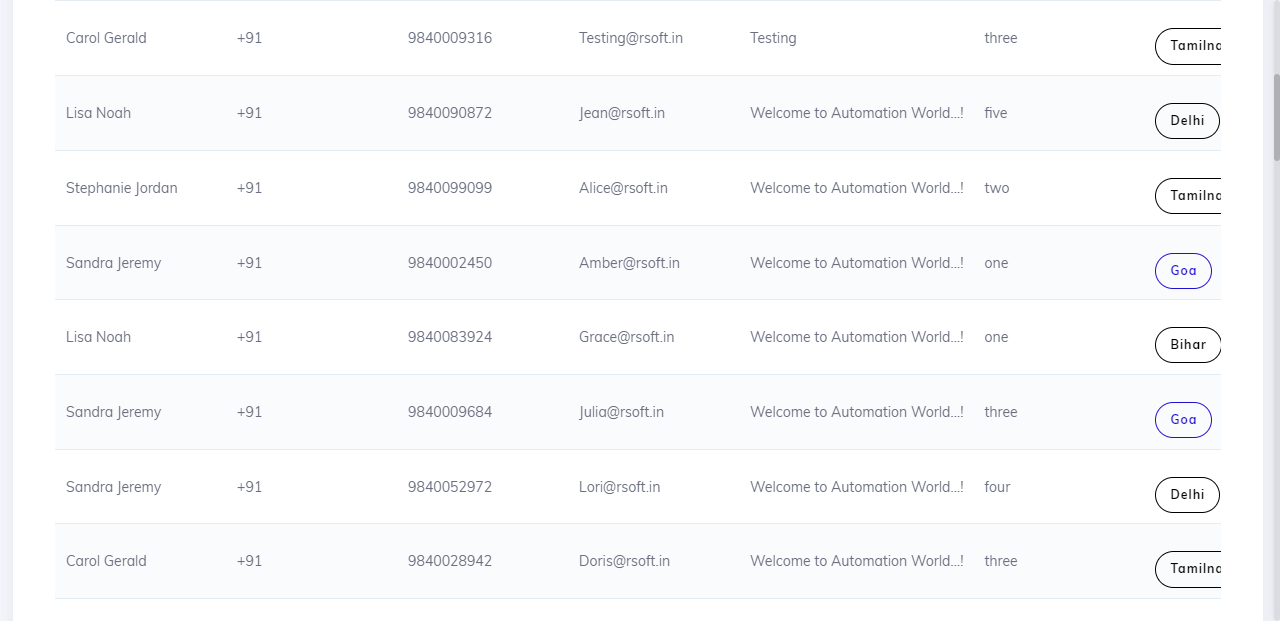 Carol Gerald +91 9840009316 Testing@rsoft.in Testing three
Lisa Noah +91 9840090872 Jean@rsoft.in Welcome to Automation World...! five Delhi
Stephanie Jordan +91 9840099099 Alice@rsoft.in Welcome to Automation World...! two
Sandra Jeremy +91 9840002450 Amber@rsoft.in Welcome to Automation World...! one Goa
Lisa Noah +91 9840083924 Grace@rsoft.in Welcome to Automation World...! one Bihar
Sandra Jeremy +91 9840009684 Julia@rsoft.in Welcome to Automation World...! three Goa
Sandra Jeremy +91 9840052972 Lori@rsoft.in Welcome to Automation World...! four Delhi
Carol Gerald +91 9840028942 Doris@rsoft.in Welcome to Automation World...! three